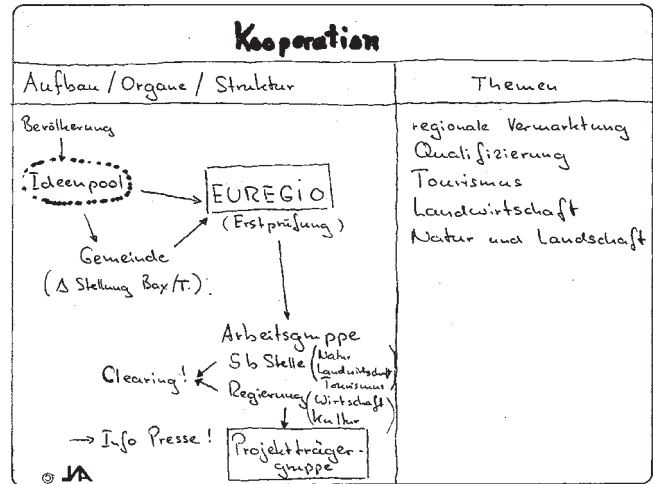 Kooperation
Aufbau / Organe / Struktur
Themen
Bevölkerung
Ideenpool
EUREGIO
(Erstprüfung)
Gemeinde
(Δ Stellung Bay/T.)
Arbeitsgruppe
Sb Stelle (Natur
Landwirtschaft
Tourismus)
Clearing!
Regierung (Wirtschaft
Kultur)
→ Info Presse!
Projektträger-
gruppe
regionale Vermarktung
Qualifizierung
Tourismus
Landwirtschaft
Natur und Landschaft